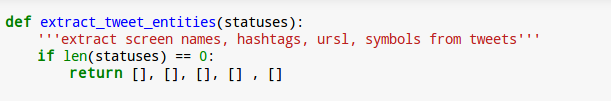 def extract_tweet_entities(statuses):
    '''extract screen names, hashtags, ursl, symbols from tweets'''
    if len(statuses) == 0:
        return [], [], [], [] , []